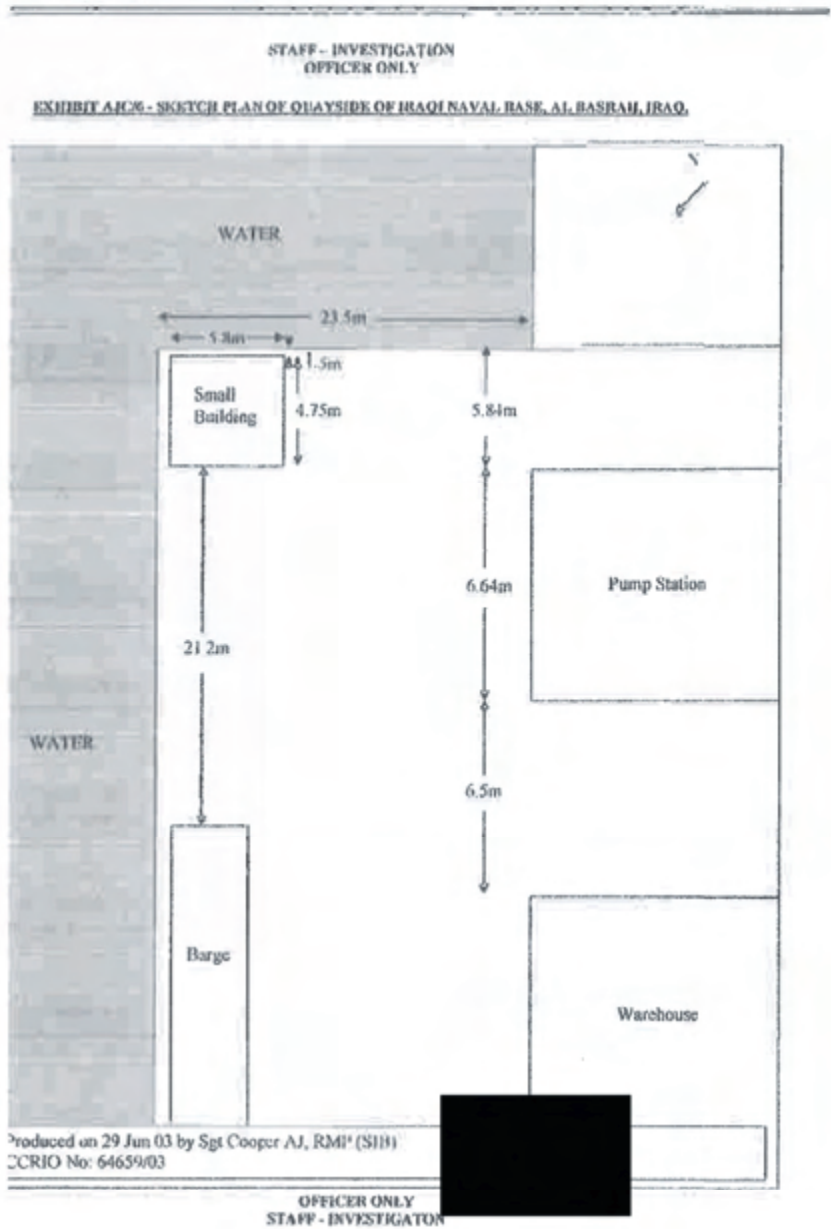 STAFF - INVESTIGATION
OFFICER ONLY
EXHIBIT AJC/6 - SKETCH PLAN OF QUAYSIDE OF IRAQI NAVAL BASE, AL BASRAH, IRAQ.
N
WATER
23.5m
5.8m
1.5m
Small
Building
4.75m
5.84m
6.64m
Pump Station
21.2m
WATER
6.5m
Barge
Warehouse
Produced on 29 Jun 03 by Sgt Cooper AJ, RMP (SIB)
CCRIO No: 64659/03
OFFICER ONLY
STAFF - INVESTIGATON